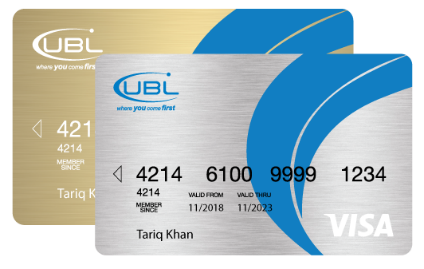 UBL
where you come first
421
4214
MEMBER
SINCE
Tariq K
UBL
where you come first
4214 6100 9999 1234
4214 VALID FROM VALID THRU
MEMBER
SINCE 11/2018 11/2023
Tariq Khan
VISA